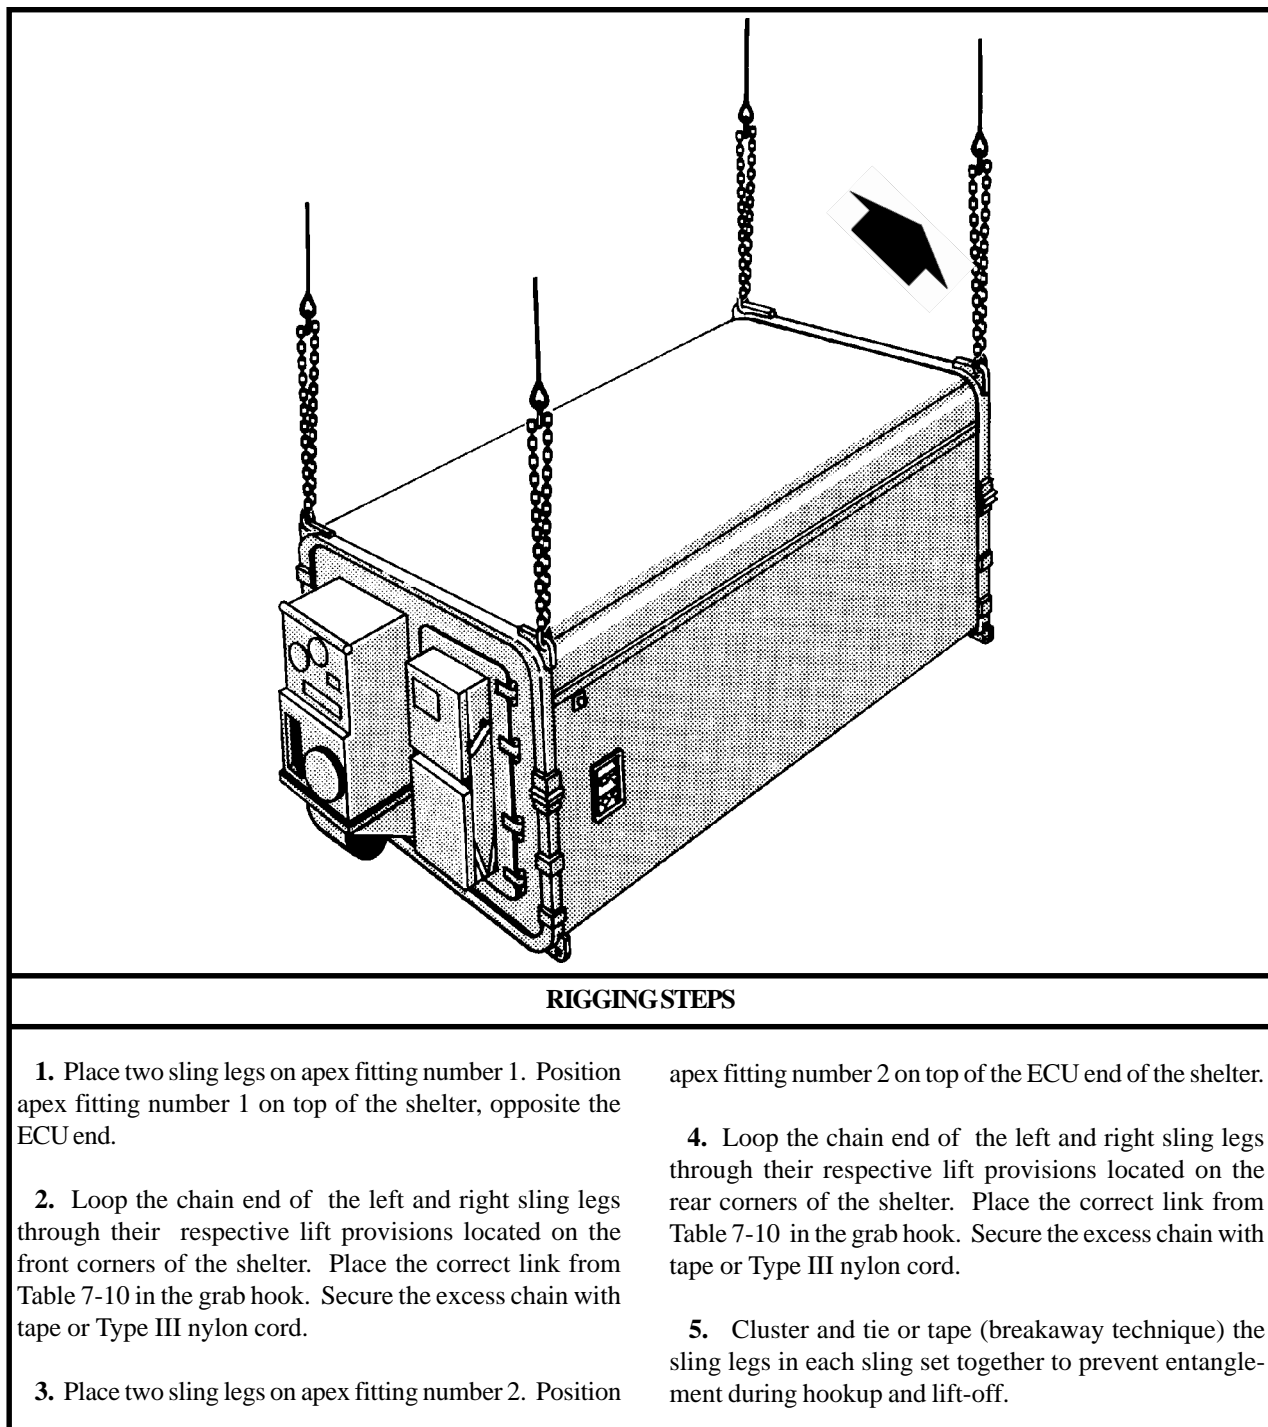 RIGGING STEPS
1. Place two sling legs on apex fitting number 1. Position
apex fitting number 1 on top of the shelter, opposite the
ECU end.
2. Loop the chain end of the left and right sling legs
through their respective lift provisions located on the
front corners of the shelter. Place the correct link from
Table 7-10 in the grab hook. Secure the excess chain with
tape or Type III nylon cord.
3. Place two sling legs on apex fitting number 2. Position
apex fitting number 2 on top of the ECU end of the shelter.
4. Loop the chain end of the left and right sling legs
through their respective lift provisions located on the
rear corners of the shelter. Place the correct link from
Table 7-10 in the grab hook. Secure the excess chain with
tape or Type III nylon cord.
5. Cluster and tie or tape (breakaway technique) the
sling legs in each sling set together to prevent entangle-
ment during hookup and lift-off.